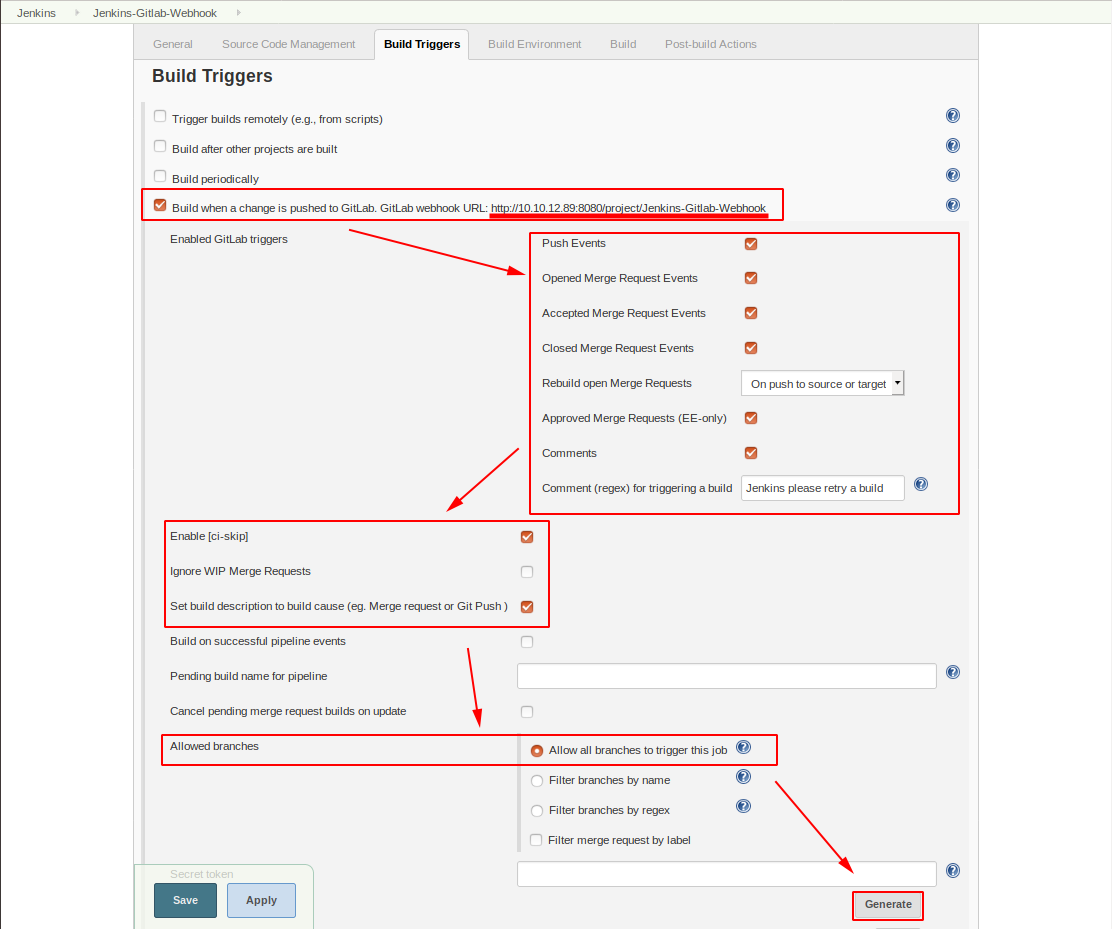 Jenkins Jenkins-Gitlab-Webhook
General Source Code Management Build Triggers Build Environment Build Post-build Actions
Build Triggers
Trigger builds remotely (e.g., from scripts)
Build after other projects are built
Build periodically
Build when a change is pushed to GitLab. GitLab webhook URL: http://10.10.12.89:8080/project/Jenkins-Gitlab-Webhook
Enabled GitLab triggers
Push Events
Opened Merge Request Events
Accepted Merge Request Events
Closed Merge Request Events
Rebuild open Merge Requests On push to source or target
Approved Merge Requests (EE-only)
Comments
Comment (regex) for triggering a build Jenkins please retry a build
Enable [ci-skip]
Ignore WIP Merge Requests
Set build description to build cause (eg. Merge request or Git Push )
Build on successful pipeline events
Pending build name for pipeline
Cancel pending merge request builds on update
Allowed branches
Allow all branches to trigger this job
Filter branches by name
Filter branches by regex
Filter merge request by label
Secret token
Save Apply
Generate